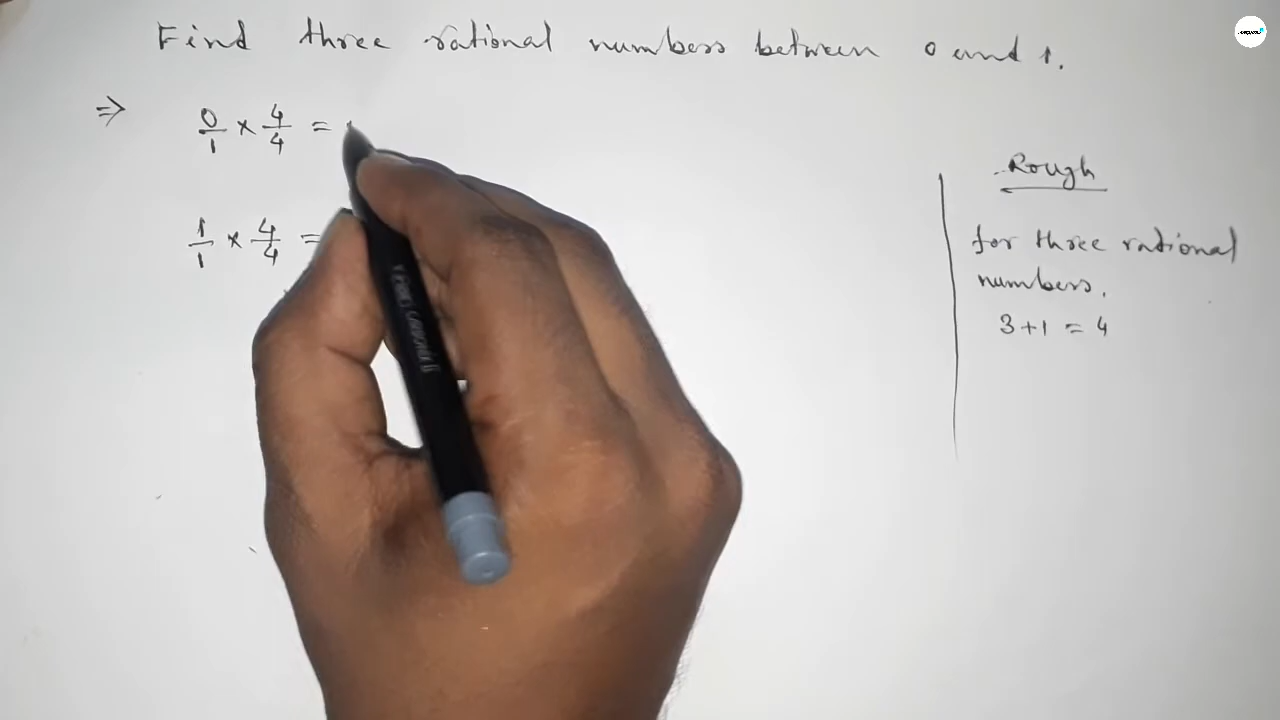 Find three rational numbers between 0 and 1.
⇒ 0/1 × 4/4 =
1/1 × 4/4 =
Rough
for three rational
numbers.
3+1 = 4